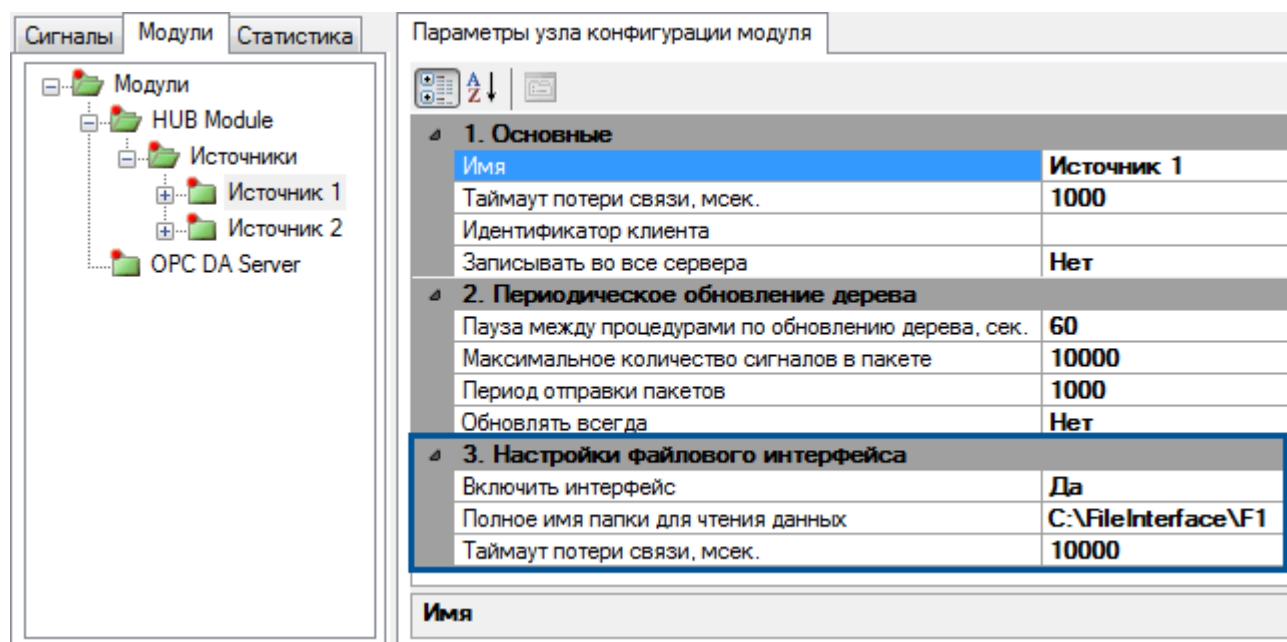 Сигналы Модули Статистика
Модули
HUB Module
Источники
Источник 1
Источник 2
OPC DA Server
Параметры узла конфигурации модуля
1. Основные
Имя Источник 1
Таймаут потери связи, мсек. 1000
Идентификатор клиента
Записывать во все сервера Нет
2. Периодическое обновление дерева
Пауза между процедурами по обновлению дерева, сек. 60
Максимальное количество сигналов в пакете 10000
Период отправки пакетов 1000
Обновлять всегда Нет
3. Настройки файлового интерфейса
Включить интерфейс Да
Полное имя папки для чтения данных C:\FileInterface\F1
Таймаут потери связи, мсек. 10000
Имя